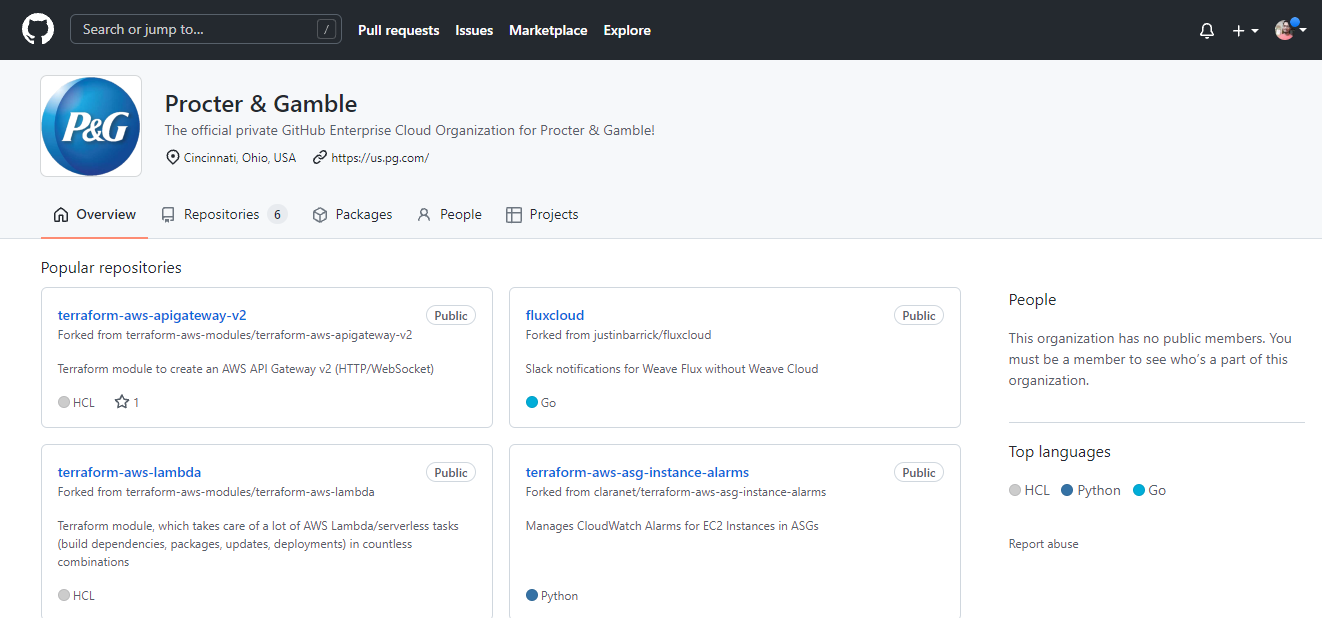 Search or jump to... /
Pull requests Issues Marketplace Explore
P&G
Procter & Gamble
The official private GitHub Enterprise Cloud Organization for Procter & Gamble!
Cincinnati, Ohio, USA https://us.pg.com/
Overview Repositories 6 Packages People Projects
Popular repositories
terraform-aws-apigateway-v2 Public
Forked from terraform-aws-modules/terraform-aws-apigateway-v2
Terraform module to create an AWS API Gateway v2 (HTTP/WebSocket)
HCL 1
fluxcloud Public
Forked from justinbarrick/fluxcloud
Slack notifications for Weave Flux without Weave Cloud
Go
terraform-aws-lambda Public
Forked from terraform-aws-modules/terraform-aws-lambda
Terraform module, which takes care of a lot of AWS Lambda/serverless tasks
(build dependencies, packages, updates, deployments) in countless
combinations
HCL
terraform-aws-asg-instance-alarms Public
Forked from claranet/terraform-aws-asg-instance-alarms
Manages CloudWatch Alarms for EC2 Instances in ASGs
Python
People
This organization has no public members. You
must be a member to see who’s a part of this
organization.
Top languages
HCL Python Go
Report abuse